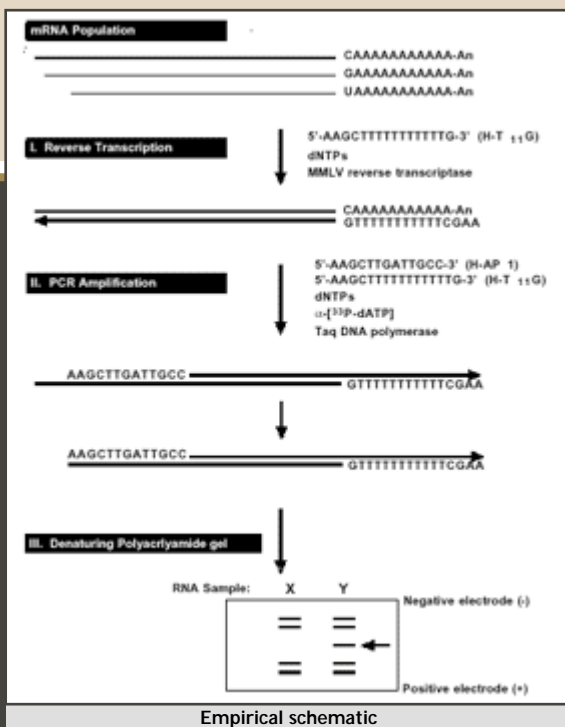 mRNA Population
CAAAAAAAAAAA-An
GAAAAAAAAAAA-An
UAAAAAAAAAAA-An
5'-AAGCTTTTTTTTTTTG-3' (H-T 11G)
I. Reverse Transcription
dNTPs
MMLV reverse transcriptase
CAAAAAAAAAAA-An
GTTTTTTTTTTTCGAA
5'-AAGCTTGATTGCC-3' (H-AP 1)
II. PCR Amplification
5'-AAGCTTTTTTTTTTTG-3' (H-T 11G)
dNTPs
α-[³³P-dATP]
Taq DNA polymerase
AAGCTTGATTGCC
GTTTTTTTTTTTCGAA
AAGCTTGATTGCC
GTTTTTTTTTTTCGAA
III. Denaturing Polyacrlyamide gel
RNA Sample: X Y
Negative electrode (-)
Positive electrode (+)
Empirical schematic